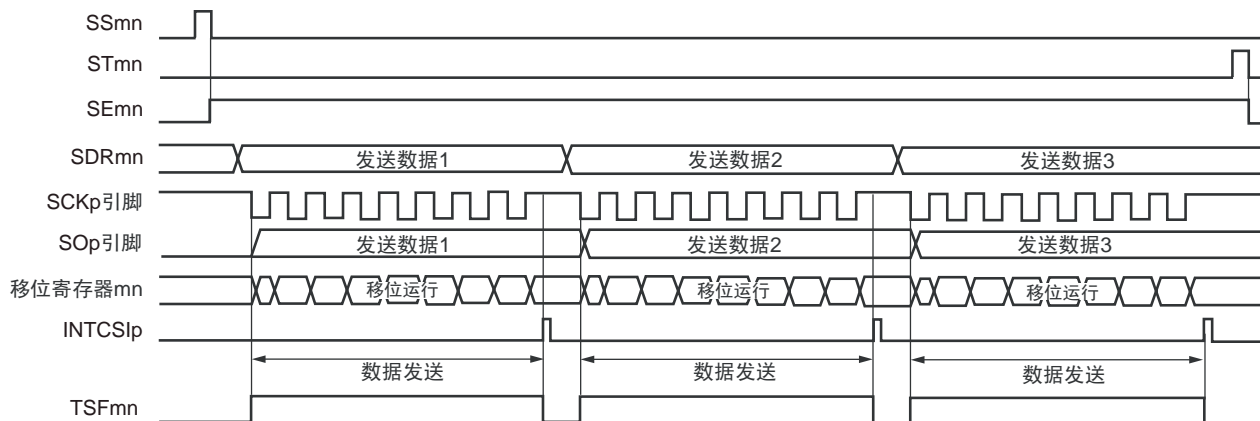 SSmn
STmn
SEmn
SDRmn 发送数据1 发送数据2 发送数据3
SCKp引脚
SOp引脚 发送数据1 发送数据2 发送数据3
移位寄存器mn 移位运行 移位运行 移位运行
INTCSIp
数据发送 数据发送 数据发送
TSFmn